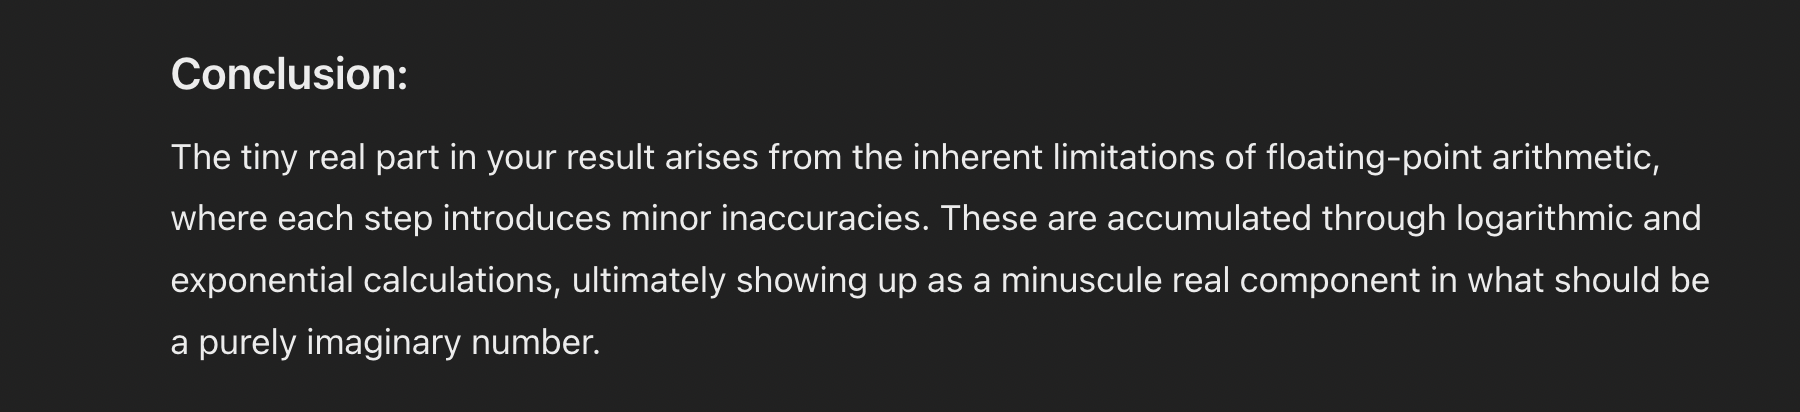 Conclusion:
The tiny real part in your result arises from the inherent limitations of floating-point arithmetic,
where each step introduces minor inaccuracies. These are accumulated through logarithmic and
exponential calculations, ultimately showing up as a minuscule real component in what should be
a purely imaginary number.